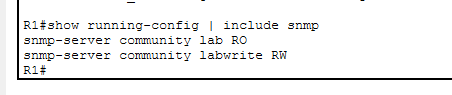 R1#show running-config | include snmp
snmp-server community lab RO
snmp-server community labwrite RW
R1#